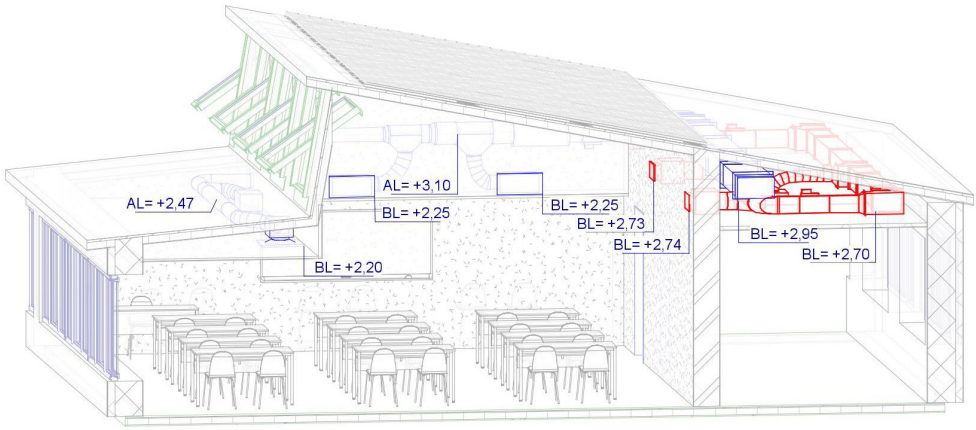 AL= +3,10
AL= +2,47
BL= +2,25
BL= +2,25
BL= +2,73
BL= +2,74
BL= +2,95
BL= +2,70
BL= +2,20